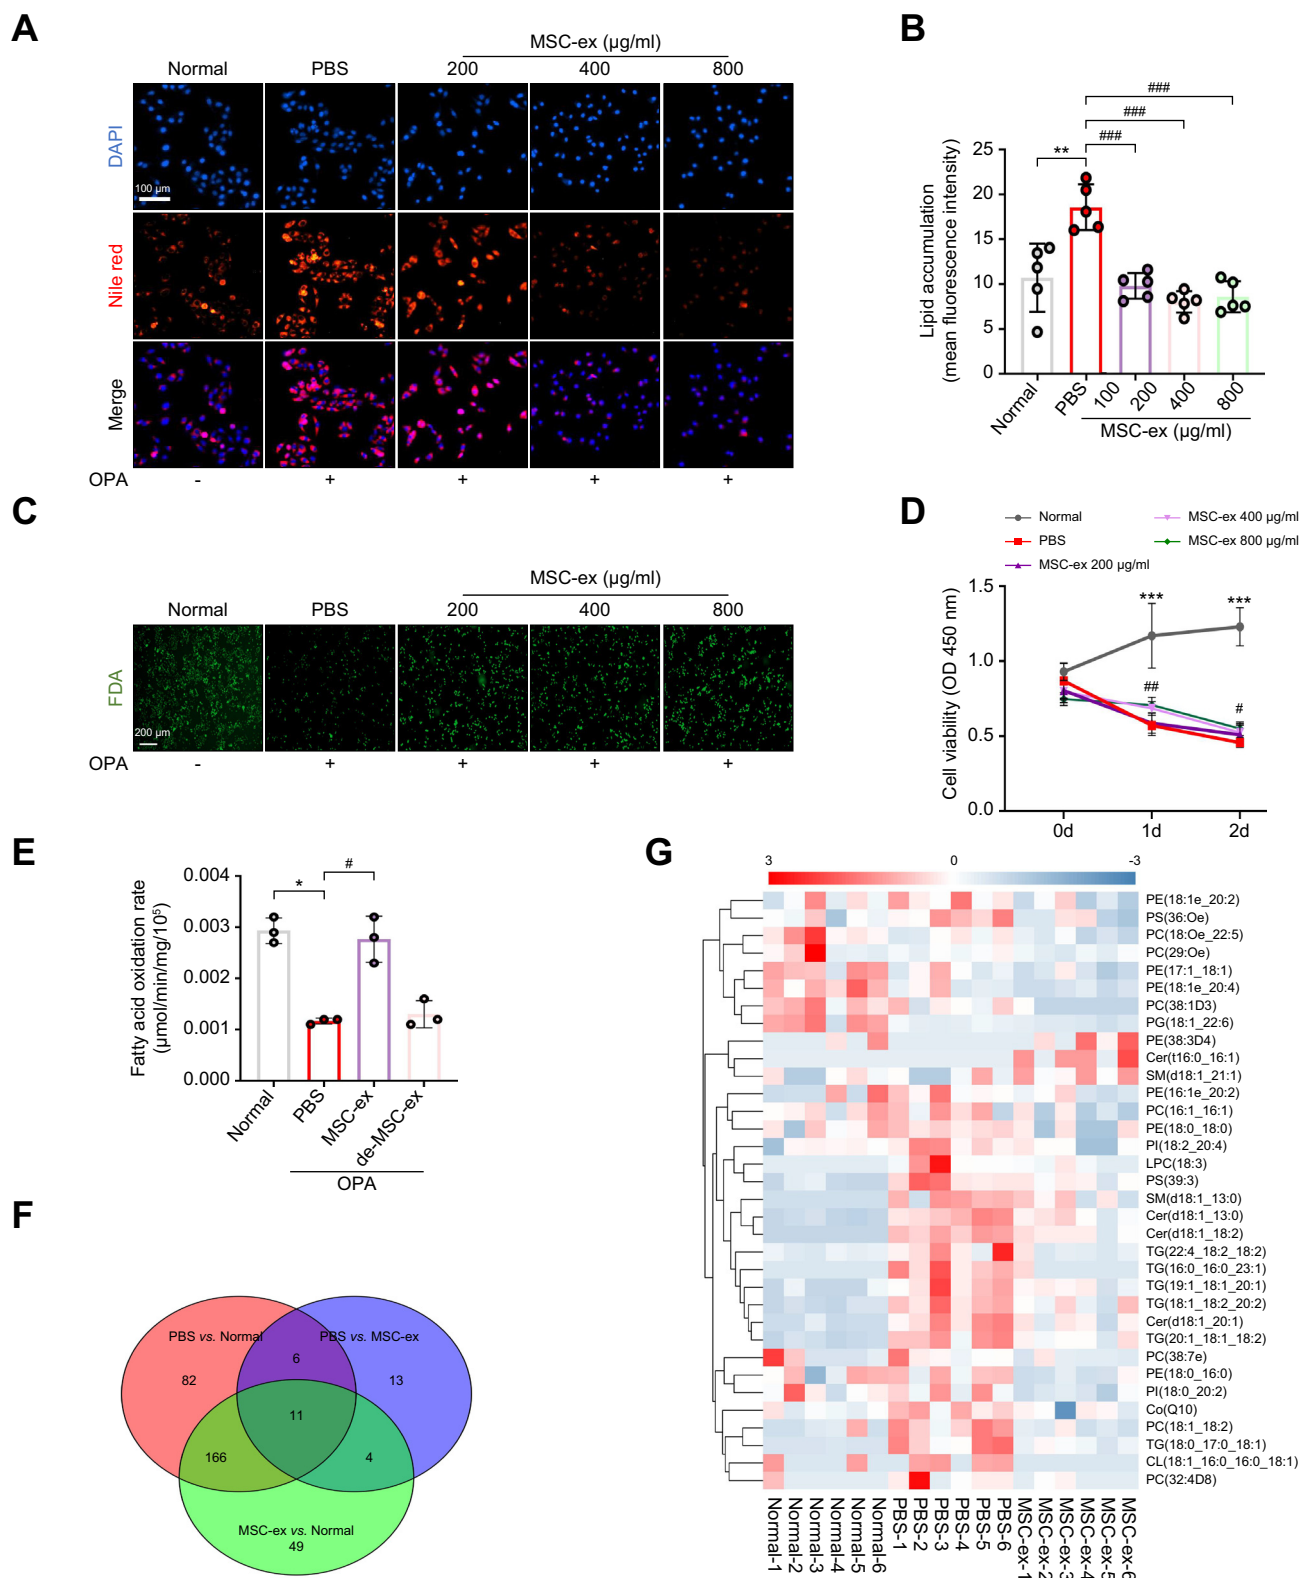 A
MSC-ex (µg/ml)
Normal PBS 200 400 800
DAPI
100 µm
Nile red
Merge
OPA - + + + +
B
###
###
###
**
Lipid accumulation
(mean fluorescence intensity)
25
20
15
10
5
0
Normal PBS 100 200 400 800
MSC-ex (µg/ml)
C
MSC-ex (µg/ml)
Normal PBS 200 400 800
FDA
200 µm
OPA - + + + +
D
Normal
PBS
MSC-ex 200 µg/ml
MSC-ex 400 µg/ml
MSC-ex 800 µg/ml
Cell viability (OD 450 nm)
1.5
1.0
0.5
0.0
*** ***
## #
0d 1d 2d
E
Fatty acid oxidation rate
(µmol/min/mg/10⁵)
0.004
0.003
0.002
0.001
0.000
* #
Normal PBS MSC-ex de-MSC-ex
OPA
F
PBS vs. Normal PBS vs. MSC-ex
6
82 13
11
166 4
MSC-ex vs. Normal
49
G
3 0 -3
PE(18:1e_20:2)
PS(36:Oe)
PC(18:Oe_22:5)
PC(29:Oe)
PE(17:1_18:1)
PE(18:1e_20:4)
PC(38:1D3)
PG(18:1_22:6)
PE(38:3D4)
Cer(t16:0_16:1)
SM(d18:1_21:1)
PE(16:1e_20:2)
PC(16:1_16:1)
PE(18:0_18:0)
PI(18:2_20:4)
LPC(18:3)
PS(39:3)
SM(d18:1_13:0)
Cer(d18:1_13:0)
Cer(d18:1_18:2)
TG(22:4_18:2_18:2)
TG(16:0_16:0_23:1)
TG(19:1_18:1_20:1)
TG(18:1_18:2_20:2)
Cer(d18:1_20:1)
TG(20:1_18:1_18:2)
PC(38:7e)
PE(18:0_16:0)
PI(18:0_20:2)
Co(Q10)
PC(18:1_18:2)
TG(18:0_17:0_18:1)
CL(18:1_16:0_16:0_18:1)
PC(32:4D8)
Normal-1
Normal-2
Normal-3
Normal-4
Normal-5
Normal-6
PBS-1
PBS-2
PBS-3
PBS-4
PBS-5
PBS-6
MSC-ex-1
MSC-ex-2
MSC-ex-3
MSC-ex-4
MSC-ex-5
MSC-ex-6